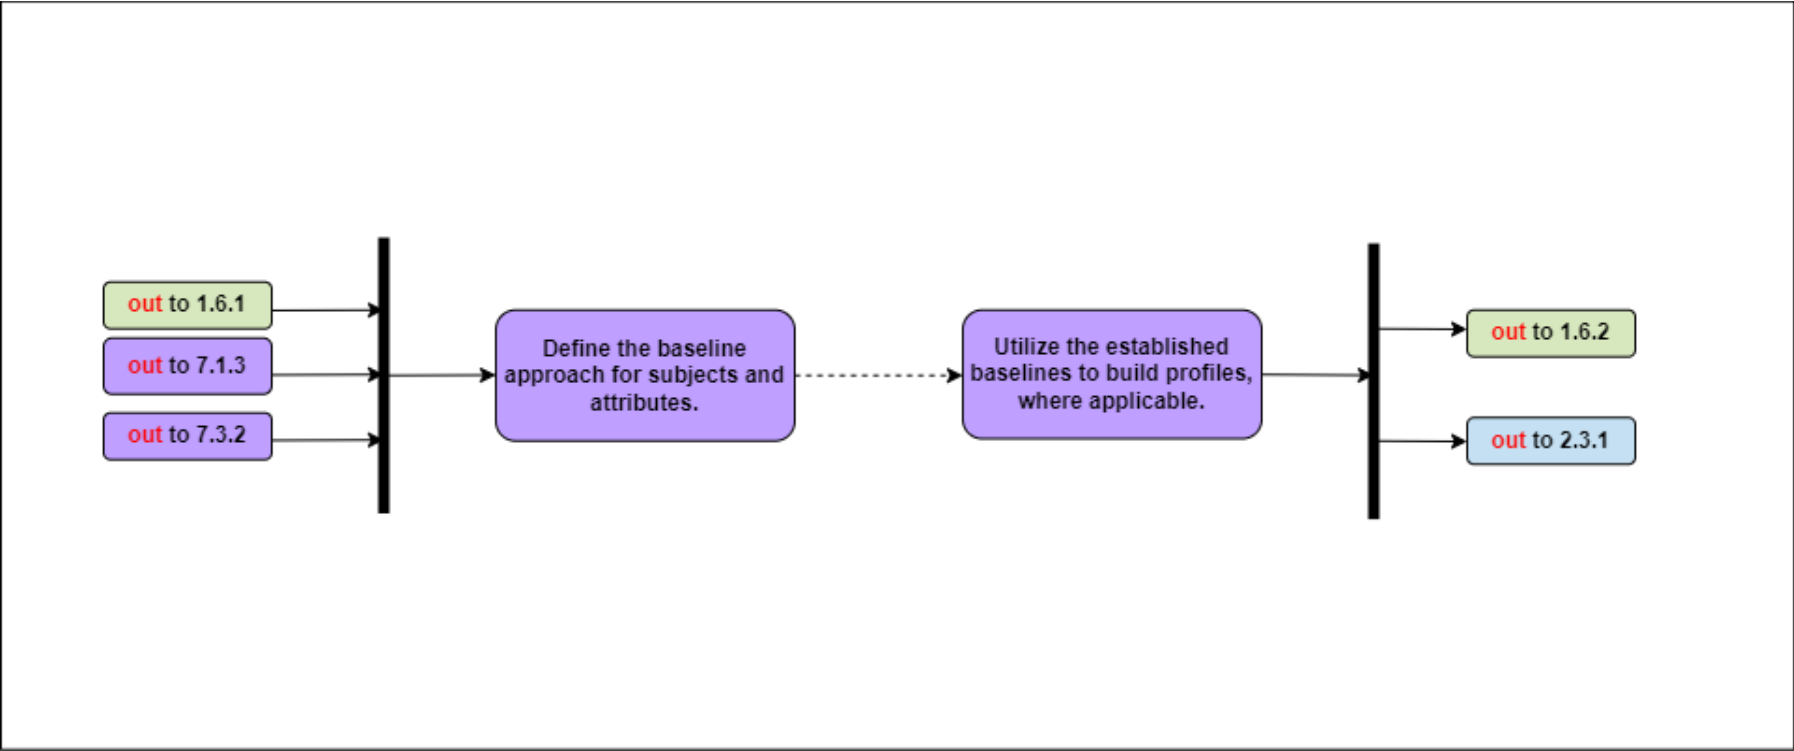 out to 1.6.1
out to 7.1.3
out to 7.3.2
Define the baseline
approach for subjects and
attributes.
Utilize the established
baselines to build profiles,
where applicable.
out to 1.6.2
out to 2.3.1